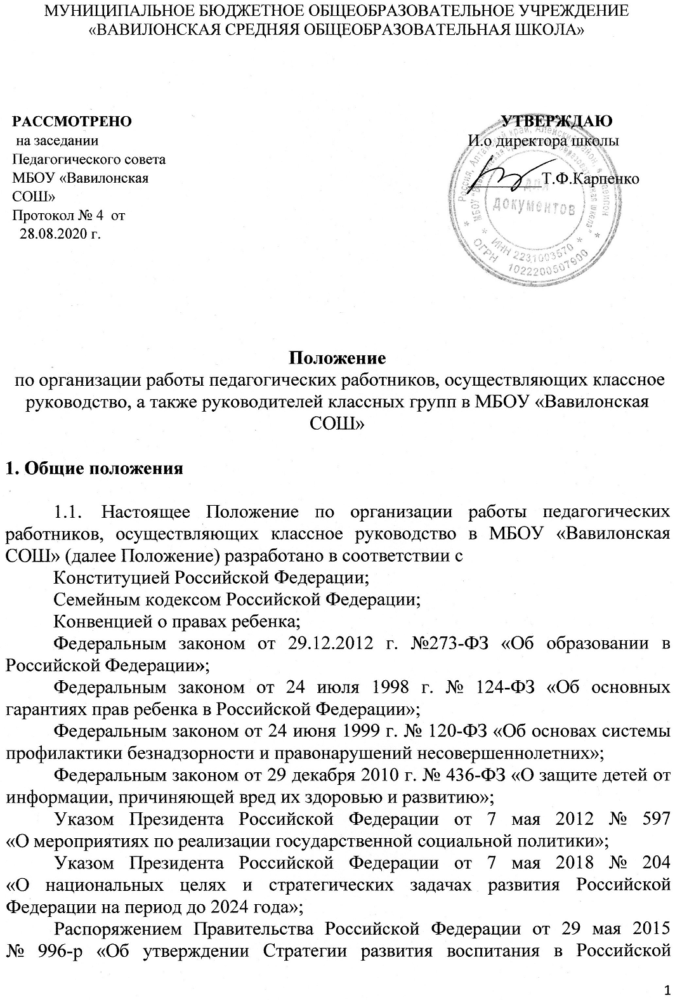 МУНИЦИПАЛЬНОЕ БЮДЖЕТНОЕ ОБЩЕОБРАЗОВАТЕЛЬНОЕ УЧРЕЖДЕНИЕ
«ВАВИЛОНСКАЯ СРЕДНЯЯ ОБЩЕОБРАЗОВАТЕЛЬНАЯ ШКОЛА»
РАССМОТРЕНО
на заседании
Педагогического совета
МБОУ «Вавилонская
СОШ»
Протокол № 4 от
28.08.2020 г.
УТВЕРЖДАЮ
И.о директора школы
Т.Ф.Карпенко
Россия, Алтайский край, Алейский район,
МБОУ "Вавилонская
образовательная школа"
для
документов
* ИНН 2231003570 *
* ОГРН 1022200507900 *
Положение
по организации работы педагогических работников, осуществляющих классное
руководство, а также руководителей классных групп в МБОУ «Вавилонская
СОШ»
1. Общие положения
1.1. Настоящее Положение по организации работы педагогических
работников, осуществляющих классное руководство в МБОУ «Вавилонская
СОШ» (далее Положение) разработано в соответствии с
Конституцией Российской Федерации;
Семейным кодексом Российской Федерации;
Конвенцией о правах ребенка;
Федеральным законом от 29.12.2012 г. №273-ФЗ «Об образовании в
Российской Федерации»;
Федеральным законом от 24 июля 1998 г. № 124-ФЗ «Об основных
гарантиях прав ребенка в Российской Федерации»;
Федеральным законом от 24 июня 1999 г. № 120-ФЗ «Об основах системы
профилактики безнадзорности и правонарушений несовершеннолетних»;
Федеральным законом от 29 декабря 2010 г. № 436-ФЗ «О защите детей от
информации, причиняющей вред их здоровью и развитию»;
Указом Президента Российской Федерации от 7 мая 2012 № 597
«О мероприятиях по реализации государственной социальной политики»;
Указом Президента Российской Федерации от 7 мая 2018 № 204
«О национальных целях и стратегических задачах развития Российской
Федерации на период до 2024 года»;
Распоряжением Правительства Российской Федерации от 29 мая 2015
№ 996-р «Об утверждении Стратегии развития воспитания в Российской
1